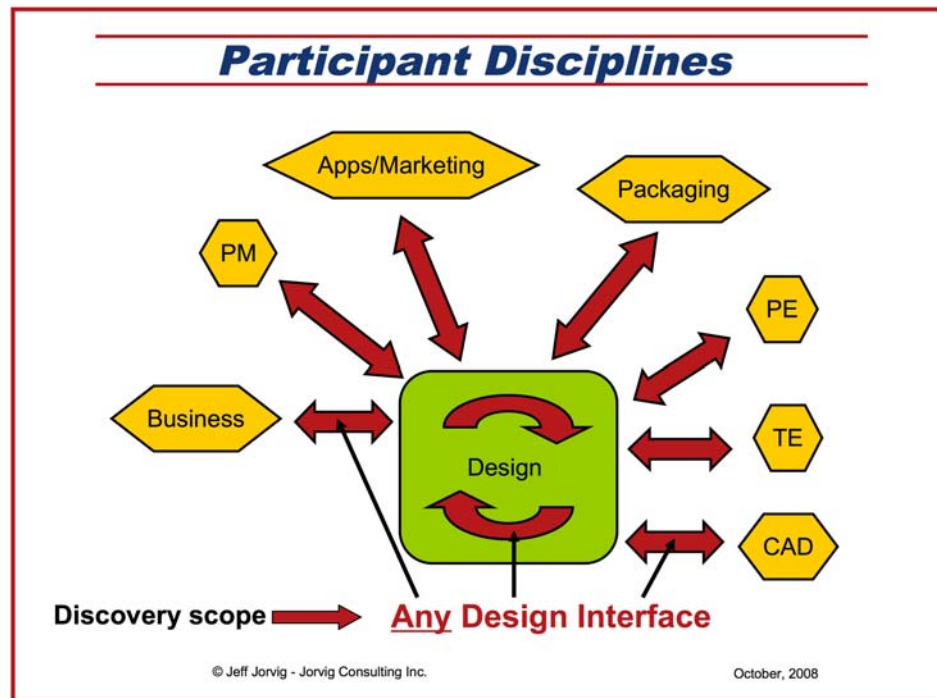 Participant Disciplines
Apps/Marketing
Packaging
PM
PE
Business
TE
Design
CAD
Discovery scope
Any Design Interface
© Jeff Jorvig - Jorvig Consulting Inc.
October, 2008